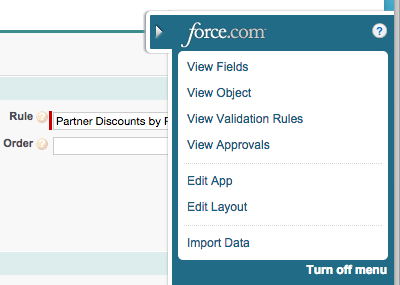 force.com
?
View Fields
View Object
View Validation Rules
View Approvals
Edit App
Edit Layout
Import Data
Turn off menu
Rule ? Partner Discounts by
Order ?